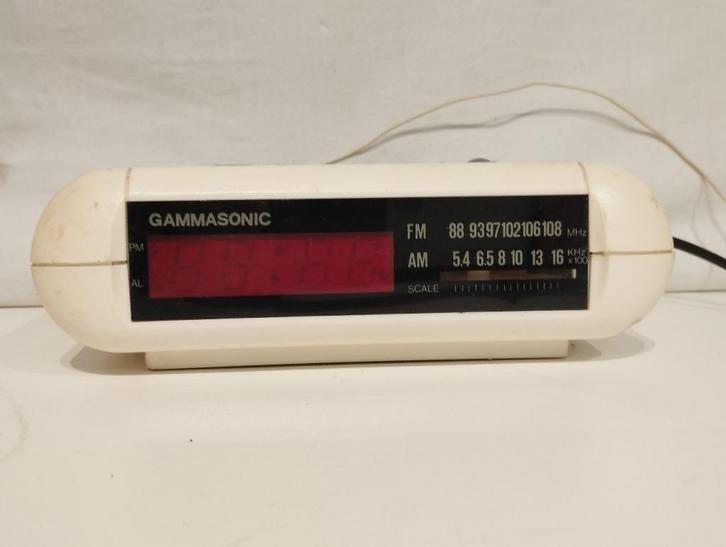 GAMMASONIC
PM
AL
FM 88 93 97 102 106 108 MHz
AM 5.4 6.5 8 10 13 16 KHz x100
SCALE